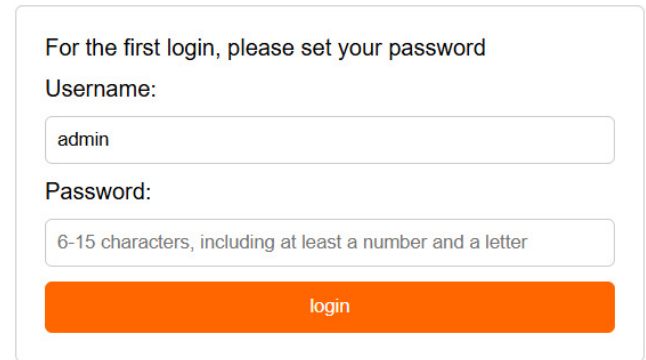 For the first login, please set your password
Username:
admin
Password:
6-15 characters, including at least a number and a letter
login